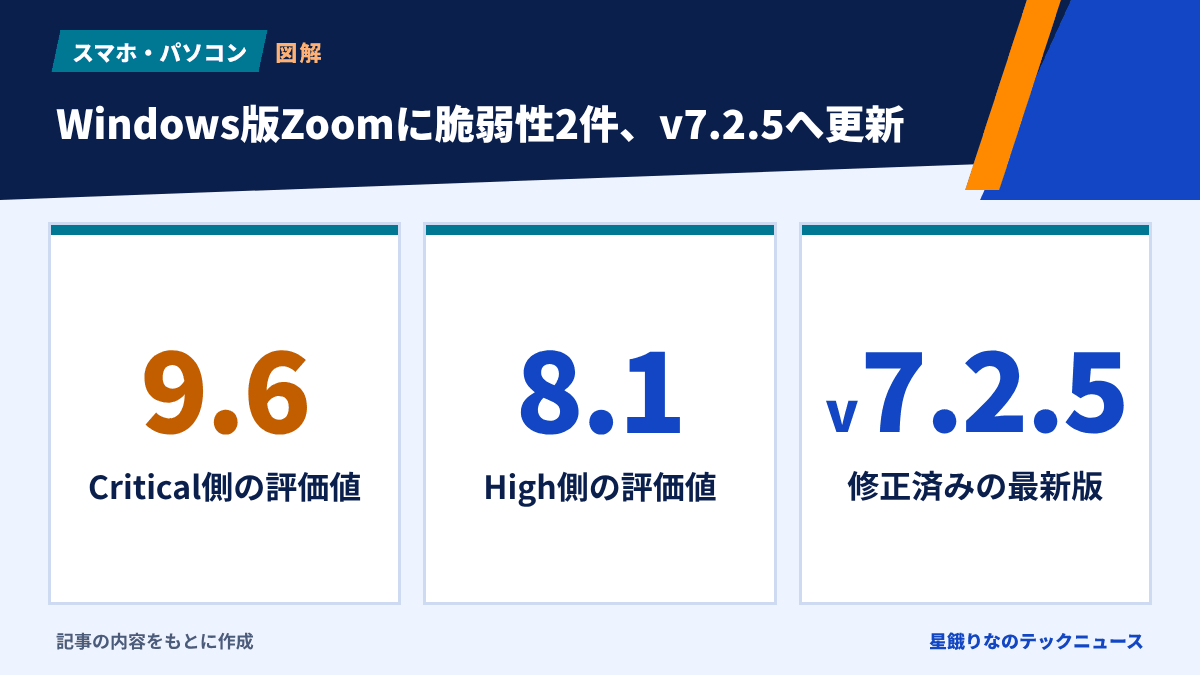 スマホ・パソコン 図解
Windows版Zoomに脆弱性2件、v7.2.5へ更新
9.6
Critical側の評価値
8.1
High側の評価値
v7.2.5
修正済みの最新版
記事の内容をもとに作成
星餓りなのテックニュース